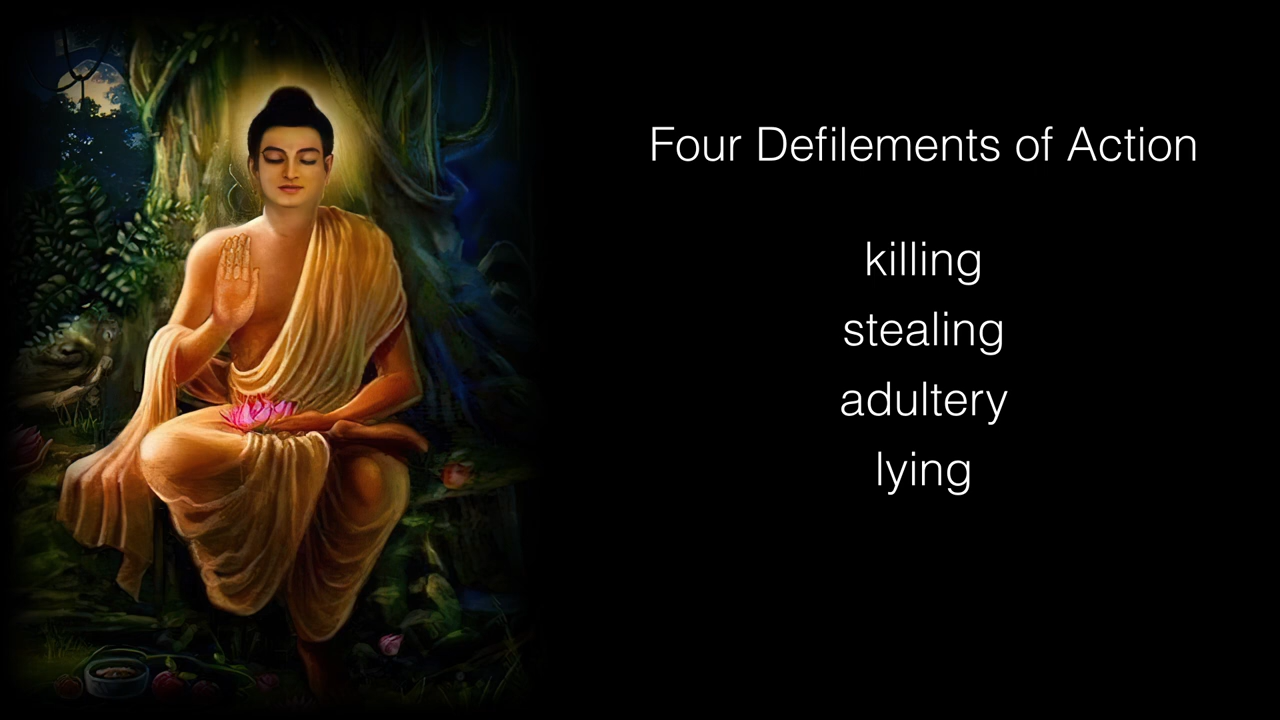 Four Defilements of Action
killing
stealing
adultery
lying